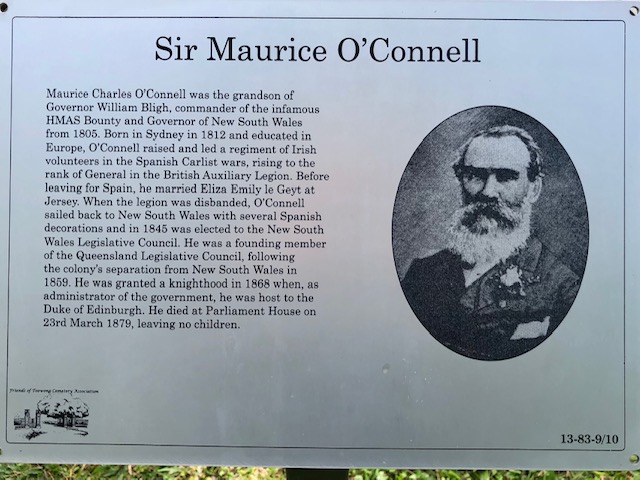 Sir Maurice O'Connell
Maurice Charles O'Connell was the grandson of
Governor William Bligh, commander of the infamous
HMAS Bounty and Governor of New South Wales
from 1805. Born in Sydney in 1812 and educated in
Europe, O'Connell raised and led a regiment of Irish
volunteers in the Spanish Carlist wars, rising to the
rank of General in the British Auxiliary Legion. Before
leaving for Spain, he married Eliza Emily le Geyt at
Jersey. When the legion was disbanded, O'Connell
sailed back to New South Wales with several Spanish
decorations and in 1845 was elected to the New South
Wales Legislative Council. He was a founding member
of the Queensland Legislative Council, following
the colony's separation from New South Wales in
1859. He was granted a knighthood in 1868 when, as
administrator of the government, he was host to the
Duke of Edinburgh. He died at Parliament House on
23rd March 1879, leaving no children.
Friends of Toowong Cemetery Association
13-83-9/10